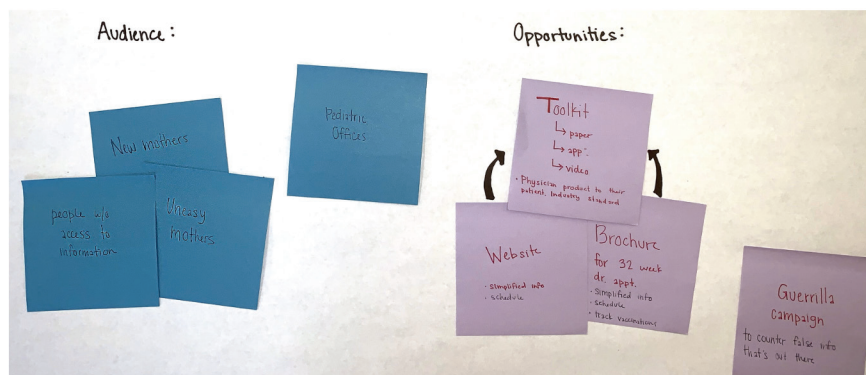 Audience:
New mothers
people w/o
access to
information
Uneasy
mothers
Pediatric
Offices
Opportunities:
Toolkit
↳ paper
↳ app
↳ video
• Physician product to their
patient, Industry standard
Website
• simplified info
• schedule
Brochure
for 32 week
dr. appt.
• simplified info
• schedule
• track vaccinations
Guerrilla
campaign
to counter false info
that's out there